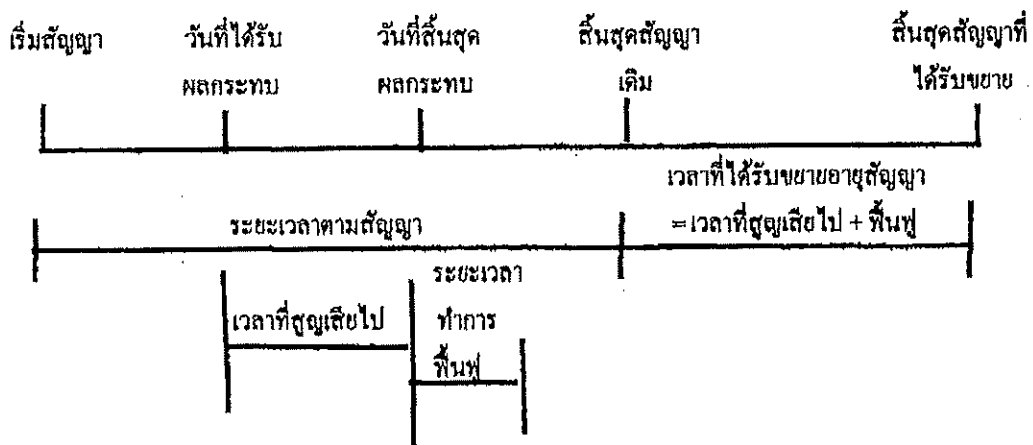 เริ่มสัญญา วันที่ได้รับ วันที่สิ้นสุด สิ้นสุดสัญญา สิ้นสุดสัญญาที่
ผลกระทบ ผลกระทบ เดิม ได้รับขยาย
เวลาที่ได้รับขยายอายุสัญญา
ระยะเวลาตามสัญญา =เวลาที่สูญเสียไป + ฟื้นฟู
ระยะเวลา
เวลาที่สูญเสียไป ทำการ
ฟื้นฟู